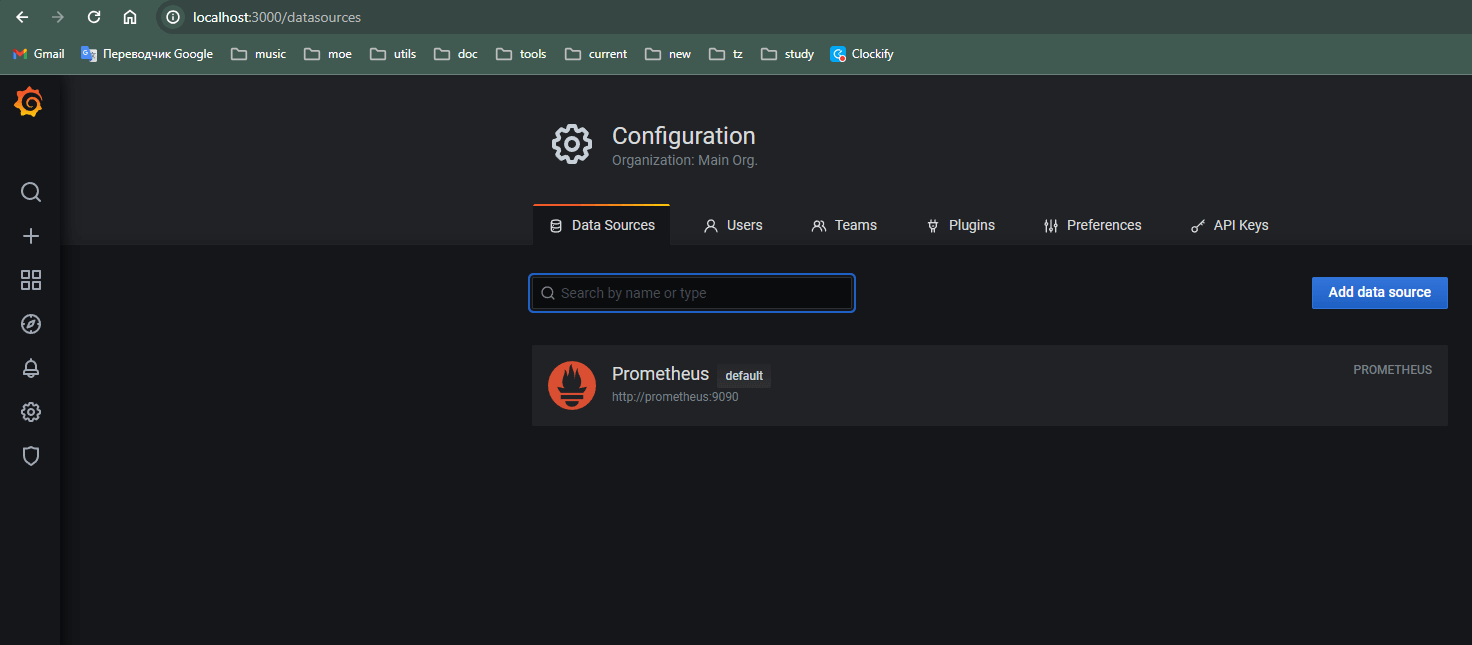 localhost:3000/datasources
Gmail Переводчик Google music moe utils doc tools current new tz study Clockify
Configuration
Organization: Main Org.
Data Sources Users Teams Plugins Preferences API Keys
Search by name or type Add data source
Prometheus default PROMETHEUS
http://prometheus:9090